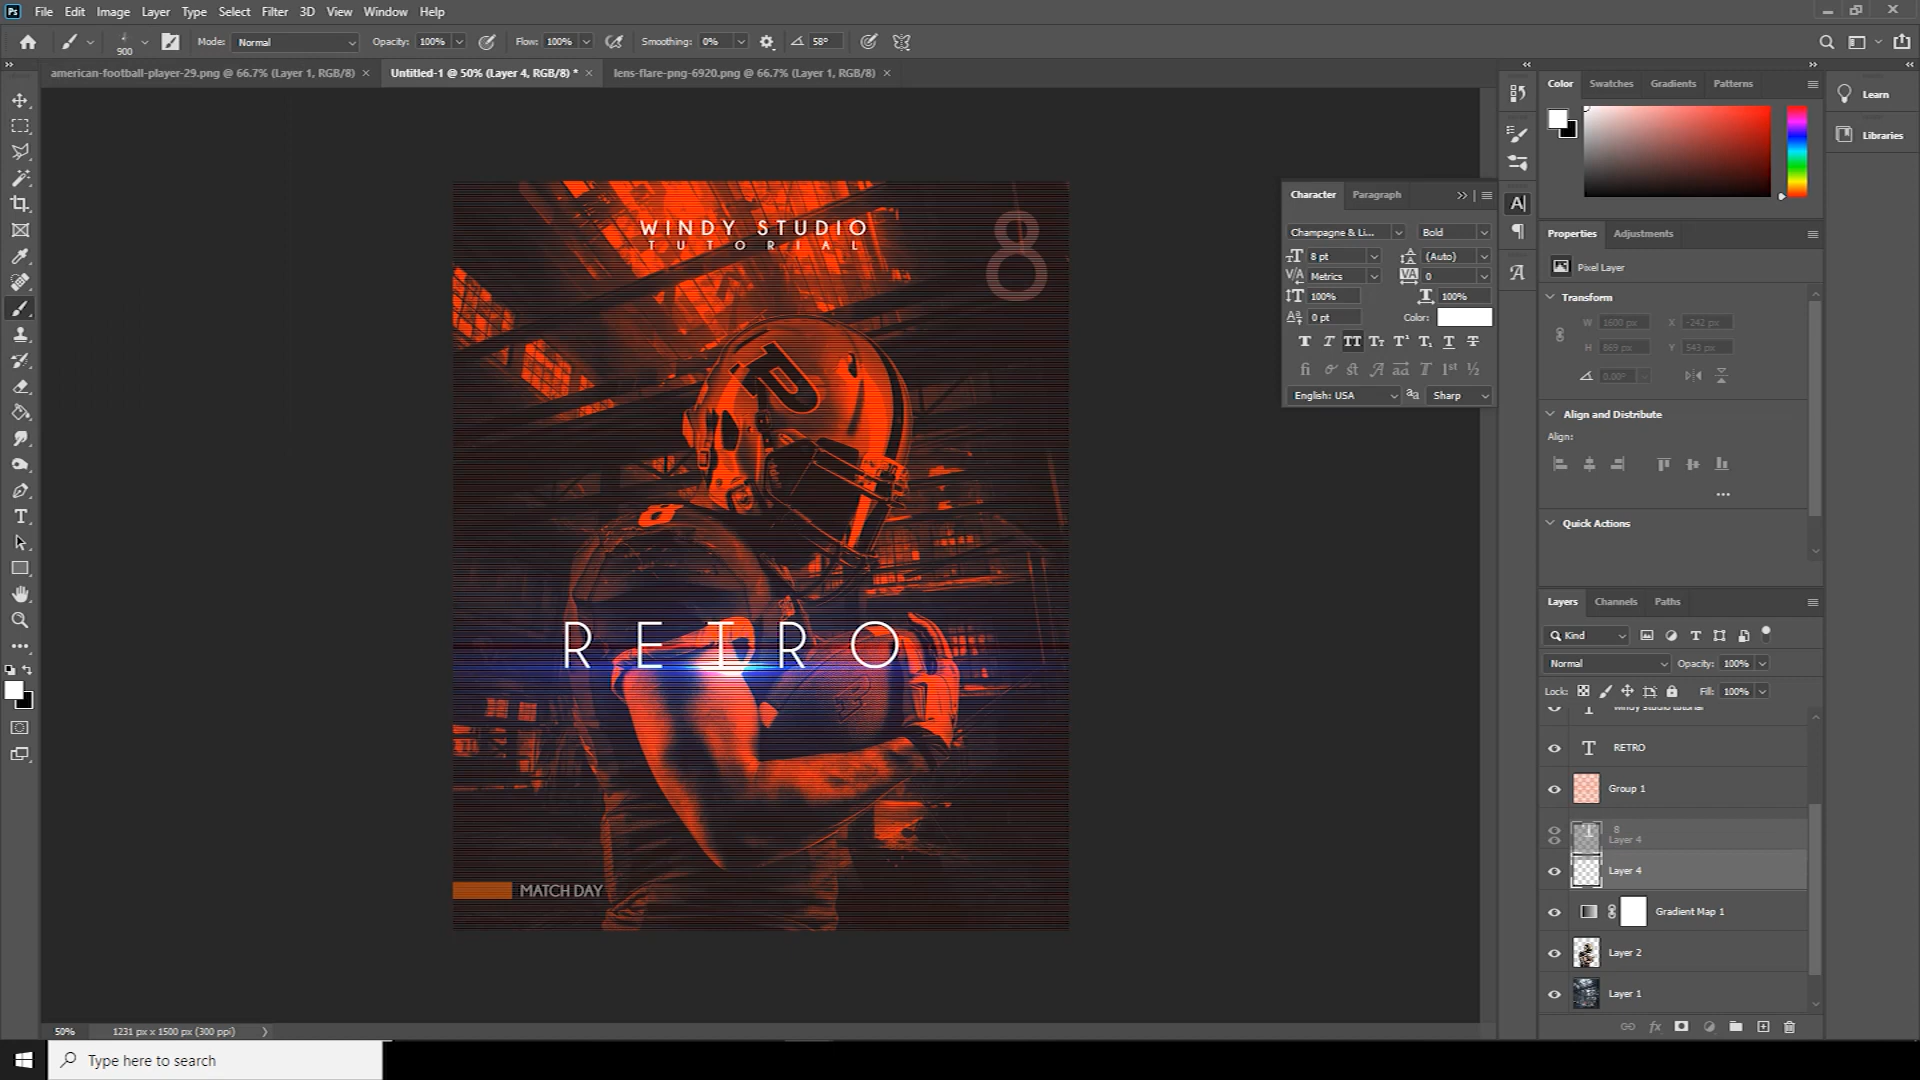 Ps File Edit Image Layer Type Select Filter 3D View Window Help
900 Mode: Normal Opacity: 100% Flow: 100% Smoothing: 0% 58°
american-football-player-29.png @ 66.7% (Layer 1, RGB/8) × Untitled-1 @ 50% (Layer 4, RGB/8) * × lens-flare-png-6920.png @ 66.7% (Layer 1, RGB/8) ×
WINDY STUDIO
TUTORIAL
8
RETRO
MATCH DAY
Character Paragraph
Champagne & Li... Bold
8 pt (Auto)
Metrics 0
100% 100%
0 pt Color:
English: USA aa Sharp
Color Swatches Gradients Patterns
Learn
Libraries
Properties Adjustments
Pixel Layer
Transform
W 1600 px X -242 px
H 869 px Y 543 px
0.00°
Align and Distribute
Align:
Quick Actions
Layers Channels Paths
Kind
Normal Opacity: 100%
Lock: Fill: 100%
windy studio tutorial
RETRO
Group 1
8
Layer 4
Layer 4
Gradient Map 1
Layer 2
Layer 1
50% 1231 px x 1500 px (300 ppi)
Type here to search